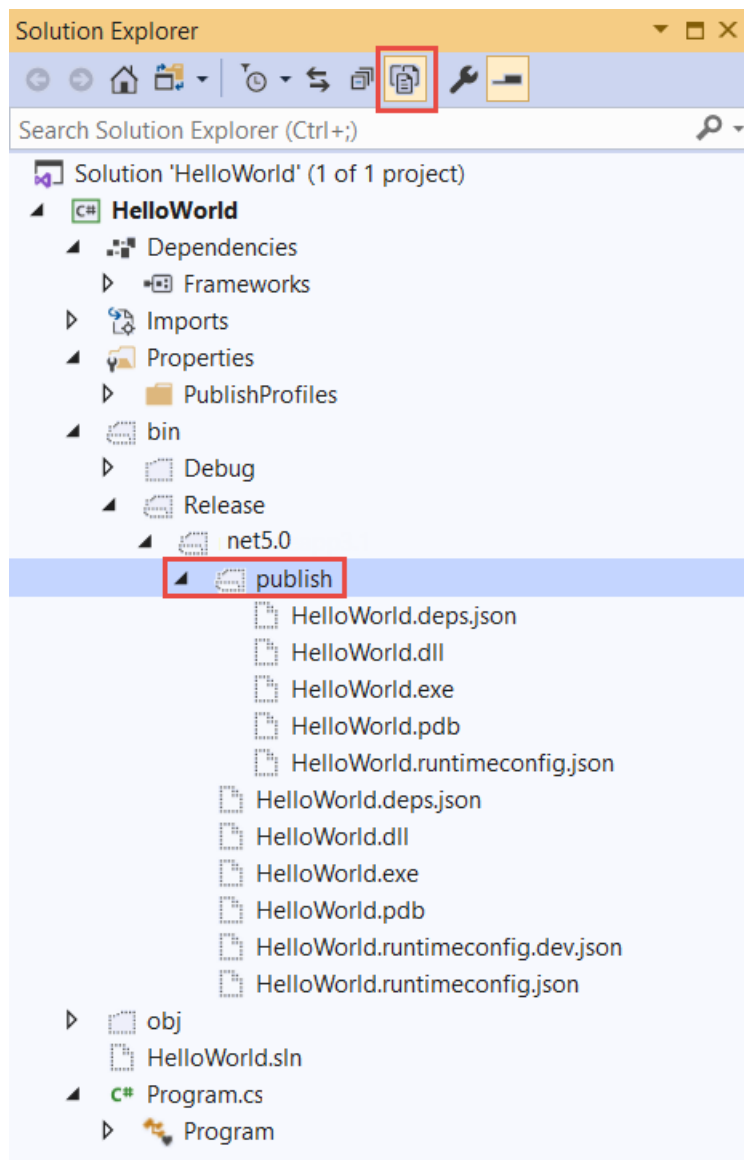 Solution Explorer
Search Solution Explorer (Ctrl+;)
Solution 'HelloWorld' (1 of 1 project)
C# HelloWorld
Dependencies
Frameworks
Imports
Properties
PublishProfiles
bin
Debug
Release
net5.0
publish
HelloWorld.deps.json
HelloWorld.dll
HelloWorld.exe
HelloWorld.pdb
HelloWorld.runtimeconfig.json
HelloWorld.deps.json
HelloWorld.dll
HelloWorld.exe
HelloWorld.pdb
HelloWorld.runtimeconfig.dev.json
HelloWorld.runtimeconfig.json
obj
HelloWorld.sln
C# Program.cs
Program